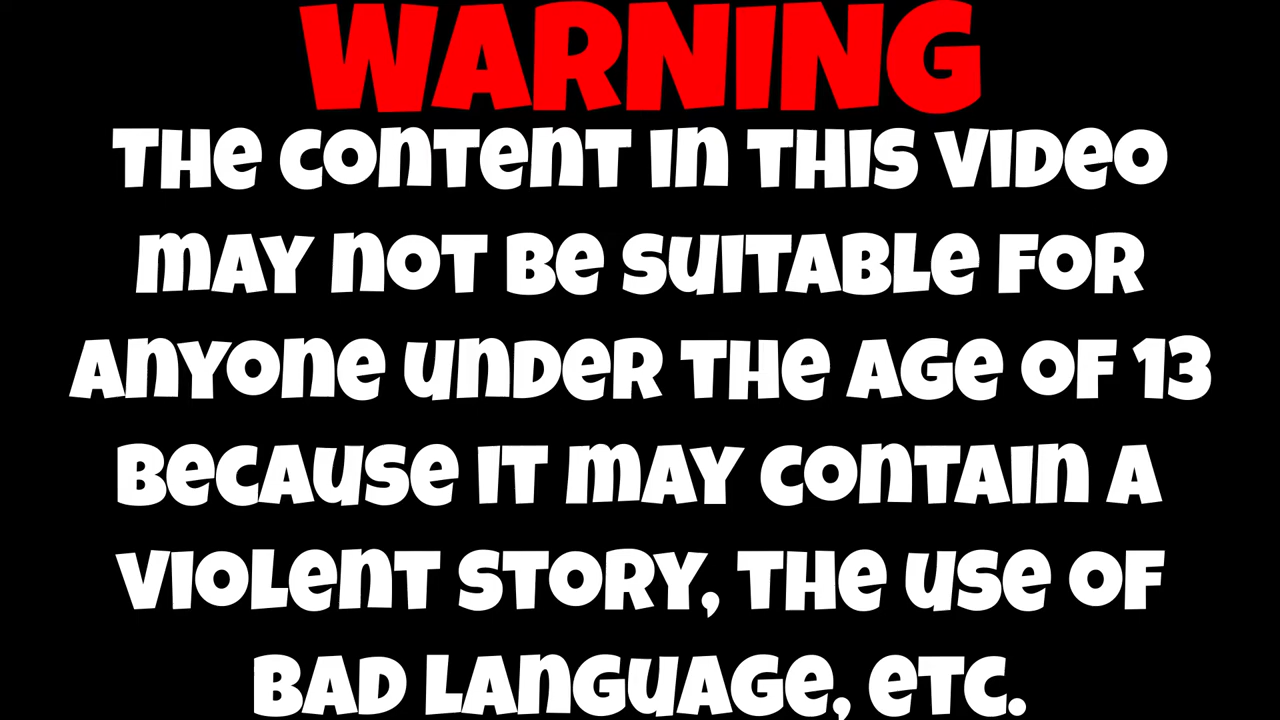 WARNING
The content in this video
may not be suitable for
anyone under the age of 13
because it may contain a
violent story, the use of
bad language, etc.